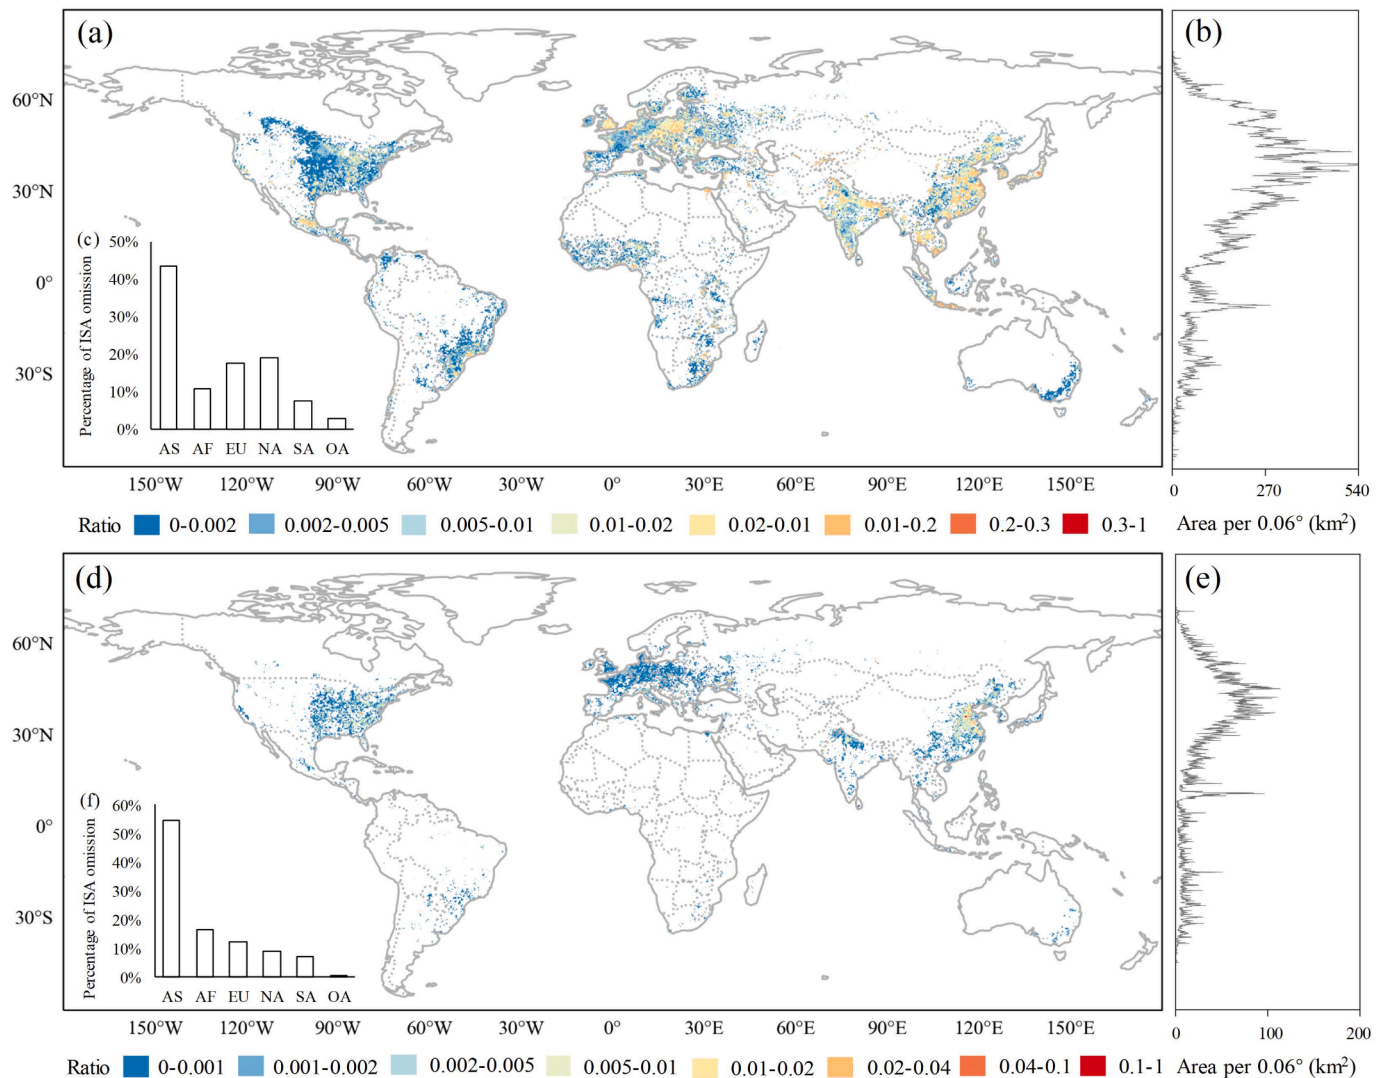 (a)
(b)
60°N
30°N
0°
30°S
(c)
50%
40%
30%
20%
10%
0%
Percentage of ISA omission
AS AF EU NA SA OA
150°W 120°W 90°W 60°W 30°W 0° 30°E 60°E 90°E 120°E 150°E
0 270 540
Ratio 0-0.002 0.002-0.005 0.005-0.01 0.01-0.02 0.02-0.01 0.01-0.2 0.2-0.3 0.3-1 Area per 0.06° (km²)
(d)
(e)
60°N
30°N
0°
30°S
(f)
60%
50%
40%
30%
20%
10%
0%
Percentage of ISA omission
AS AF EU NA SA OA
150°W 120°W 90°W 60°W 30°W 0° 30°E 60°E 90°E 120°E 150°E
0 100 200
Ratio 0-0.001 0.001-0.002 0.002-0.005 0.005-0.01 0.01-0.02 0.02-0.04 0.04-0.1 0.1-1 Area per 0.06° (km²)